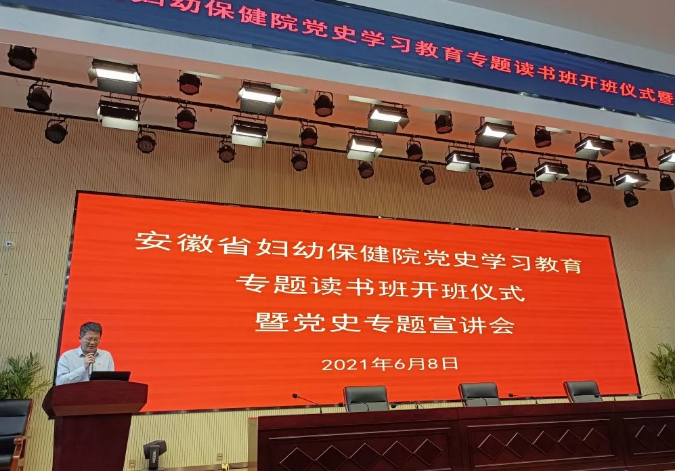 妇幼保健院党史学习教育专题读书班开班仪式暨
安徽省妇幼保健院党史学习教育
专题读书班开班仪式
暨党史专题宣讲会
2021年6月8日